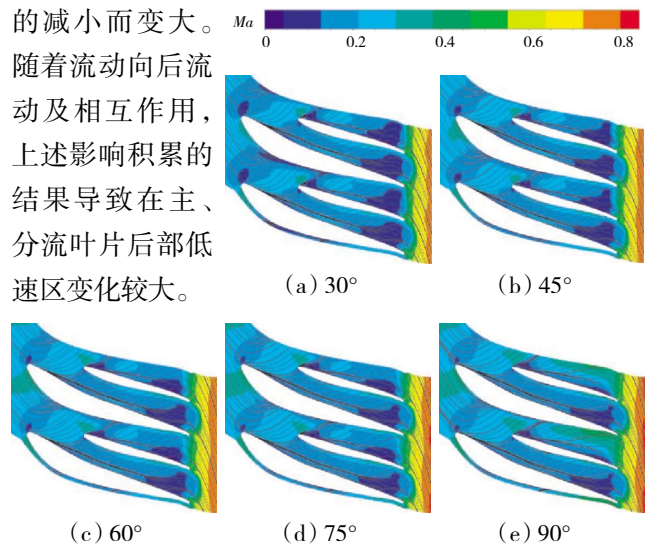 的减小而变大。
随着流动向后流
动及相互作用，
上述影响积累的
结果导致在主、
分流叶片后部低
速区变化较大。
Ma
0 0.2 0.4 0.6 0.8
(a) 30° (b) 45°
(c) 60° (d) 75° (e) 90°